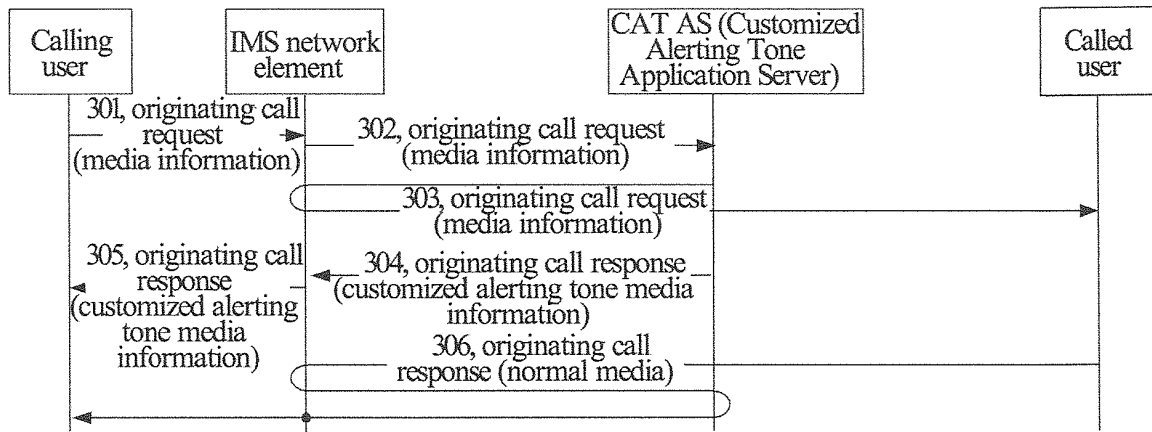 Calling
user
IMS network
element
CAT AS (Customized
Alerting Tone
Application Server)
Called
user
301, originating call
request
(media information)
302, originating call request
(media information)
303, originating call request
(media information)
304, originating call response
(customized alerting tone media
information)
305, originating call
response
(customized alerting
tone media
information)
306, originating call
response (normal media)